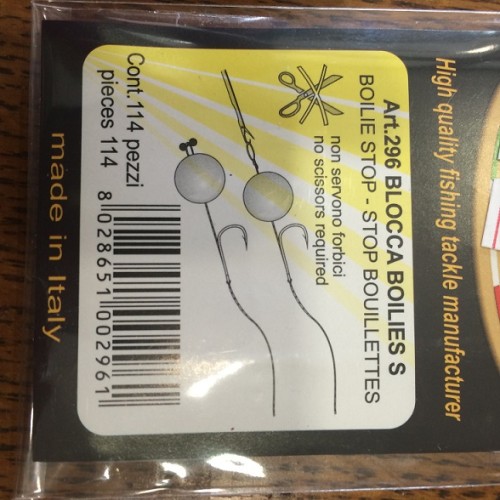 High quality fishing tackle manufacturer
Art.296 BLOCCA BOILIES S
BOILIE STOP - STOP BOUILLETTES
non servono forbici
no scissors required
Cont.114 pezzi
pieces 114
8 028651 002961
made in Italy